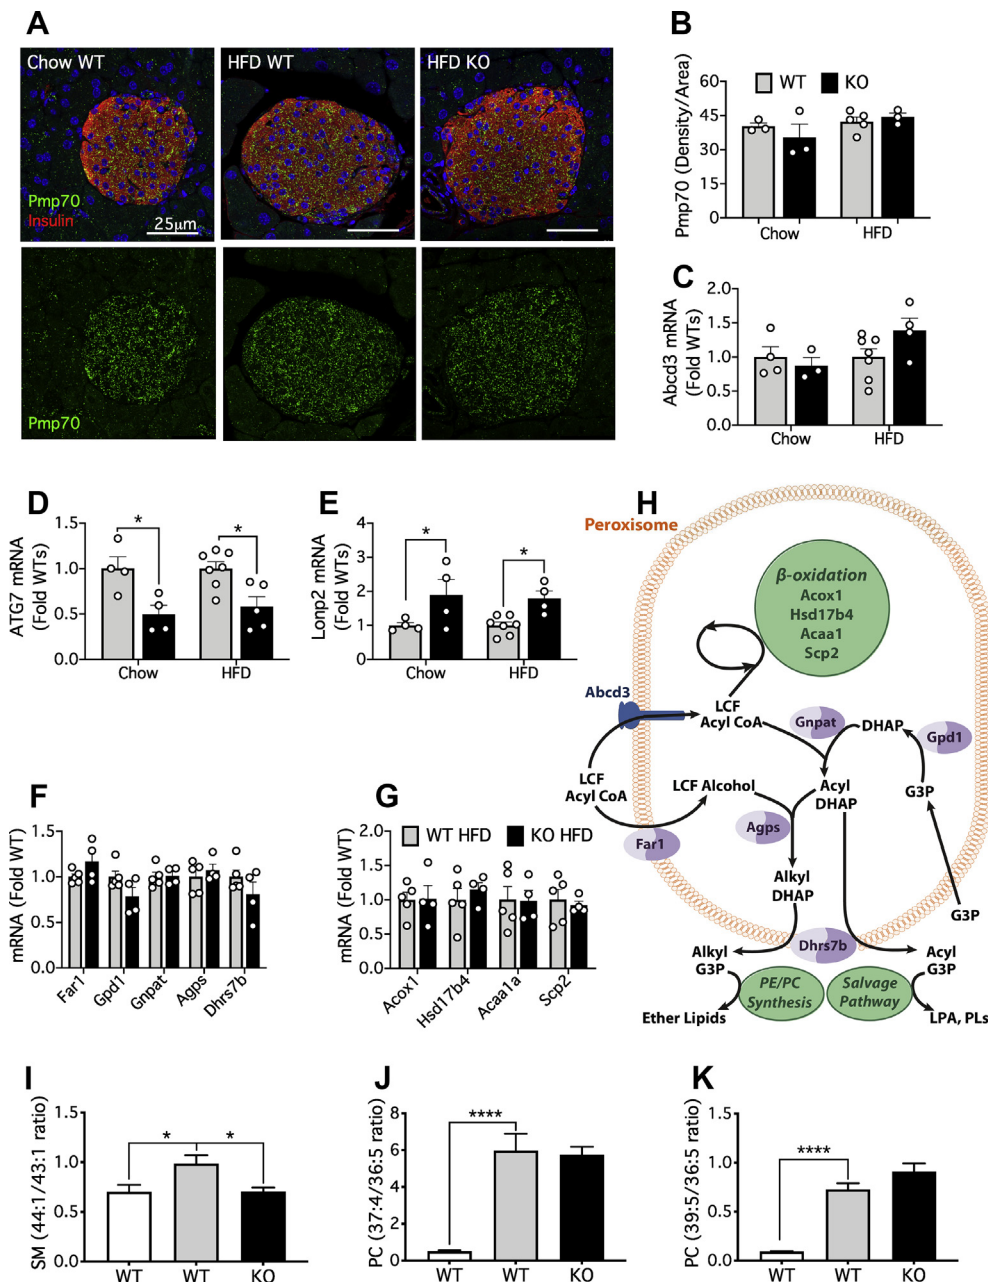 A
Chow WT
HFD WT
HFD KO
Pmp70
Insulin
25µm
Pmp70
B
Pmp70 (Density/Area)
60
45
30
15
0
WT
KO
Chow
HFD
C
Abcd3 mRNA
(Fold WTs)
2.0
1.5
1.0
0.5
0.0
Chow
HFD
D
ATG7 mRNA
(Fold WTs)
1.5
1.0
0.5
0.0
*
*
Chow
HFD
E
Lonp2 mRNA
(Fold WTs)
4
3
2
1
0
*
*
Chow
HFD
F
mRNA (Fold WT)
1.5
1.0
0.5
0.0
Far1
Gpd1
Gnpat
Agps
Dhrs7b
G
mRNA (Fold WT)
2.0
1.5
1.0
0.5
0.0
WT HFD
KO HFD
Acox1
Hsd17b4
Acaa1a
Scp2
H
Peroxisome
β-oxidation
Acox1
Hsd17b4
Acaa1
Scp2
Abcd3
LCF
Acyl CoA
Gnpat
DHAP
Gpd1
LCF
Acyl CoA
LCF Alcohol
Acyl
DHAP
G3P
Far1
Agps
Alkyl
DHAP
G3P
Dhrs7b
Alkyl
G3P
Acyl
G3P
PE/PC
Synthesis
Salvage
Pathway
Ether Lipids
LPA, PLs
I
SM (44:1/43:1 ratio)
1.5
1.0
0.5
0.0
*
*
WT
WT
KO
J
PC (37:4/36:5 ratio)
8
6
4
2
0
****
WT
WT
KO
K
PC (39:5/36:5 ratio)
1.5
1.0
0.5
0.0
****
WT
WT
KO